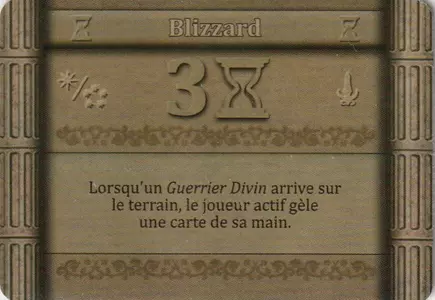 Blizzard
3
Lorsqu'un Guerrier Divin arrive sur
le terrain, le joueur actif gèle
une carte de sa main.